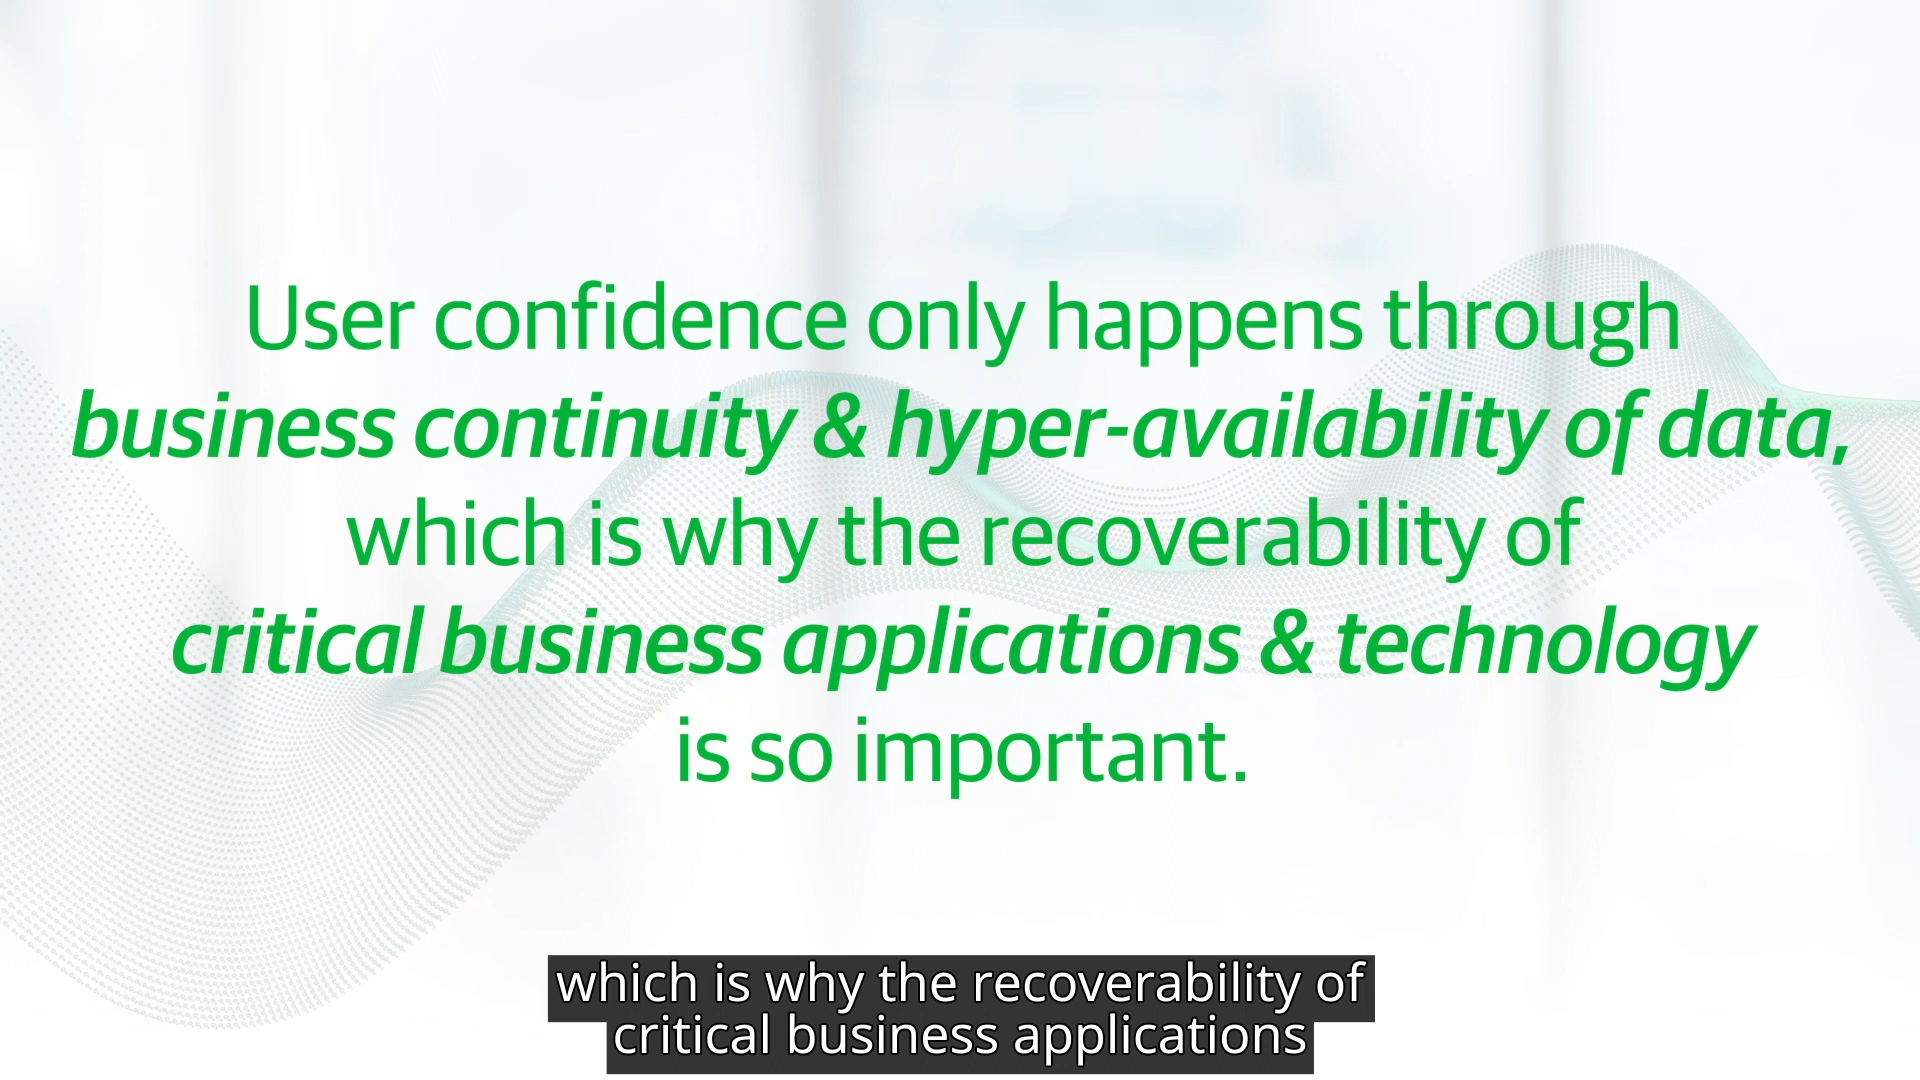 User confidence only happens through
business continuity & hyper-availability of data,
which is why the recoverability of
critical business applications & technology
is so important.
which is why the recoverability of
critical business applications